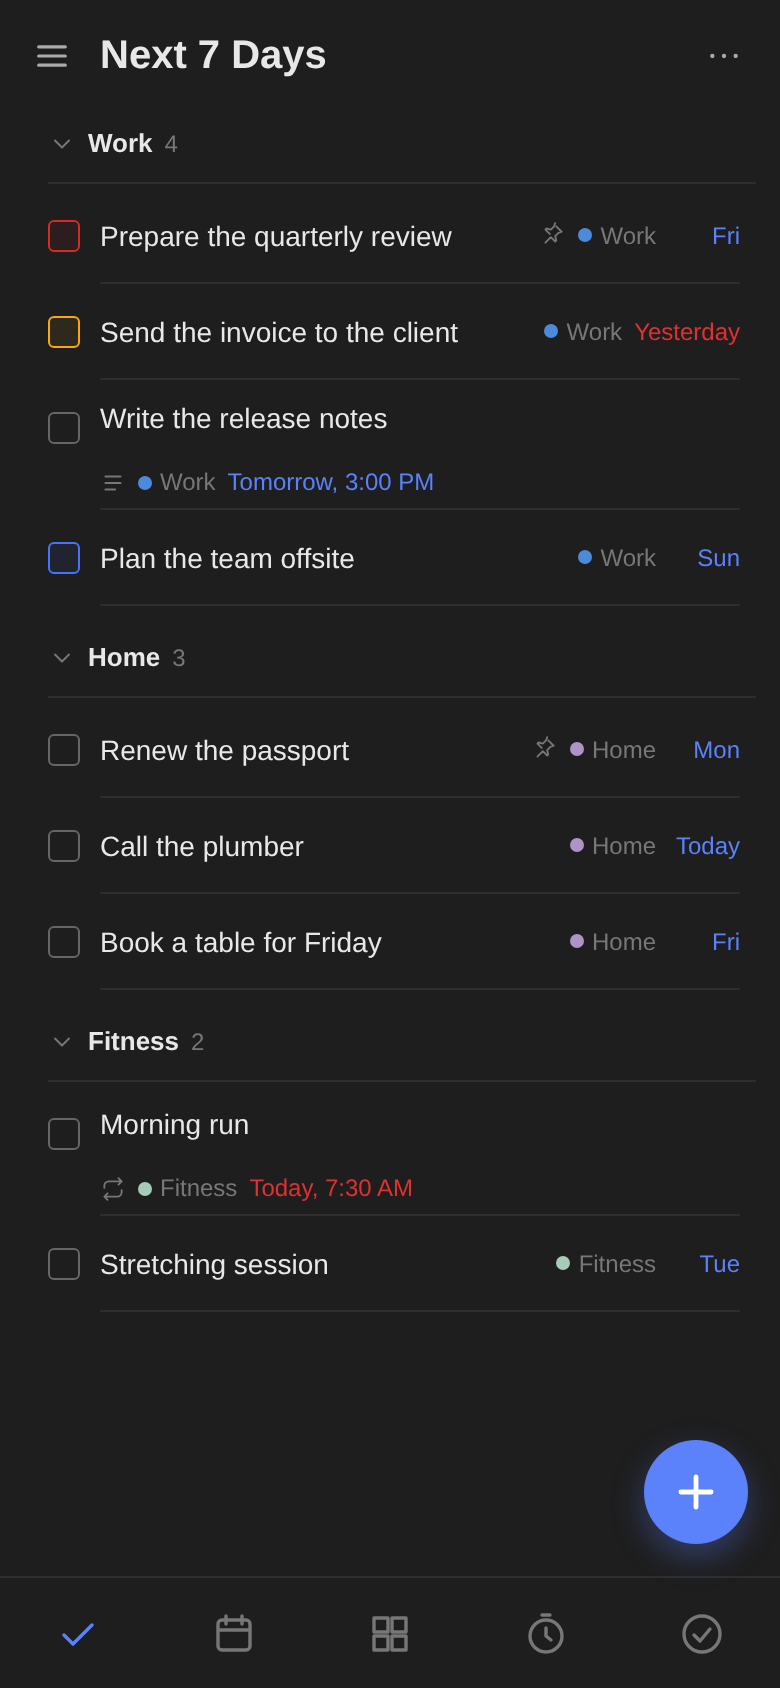 Next 7 Days
Work 4
Prepare the quarterly review Work Fri
Send the invoice to the client Work Yesterday
Write the release notes
Work Tomorrow, 3:00 PM
Plan the team offsite Work Sun
Home 3
Renew the passport Home Mon
Call the plumber Home Today
Book a table for Friday Home Fri
Fitness 2
Morning run
Fitness Today, 7:30 AM
Stretching session Fitness Tue